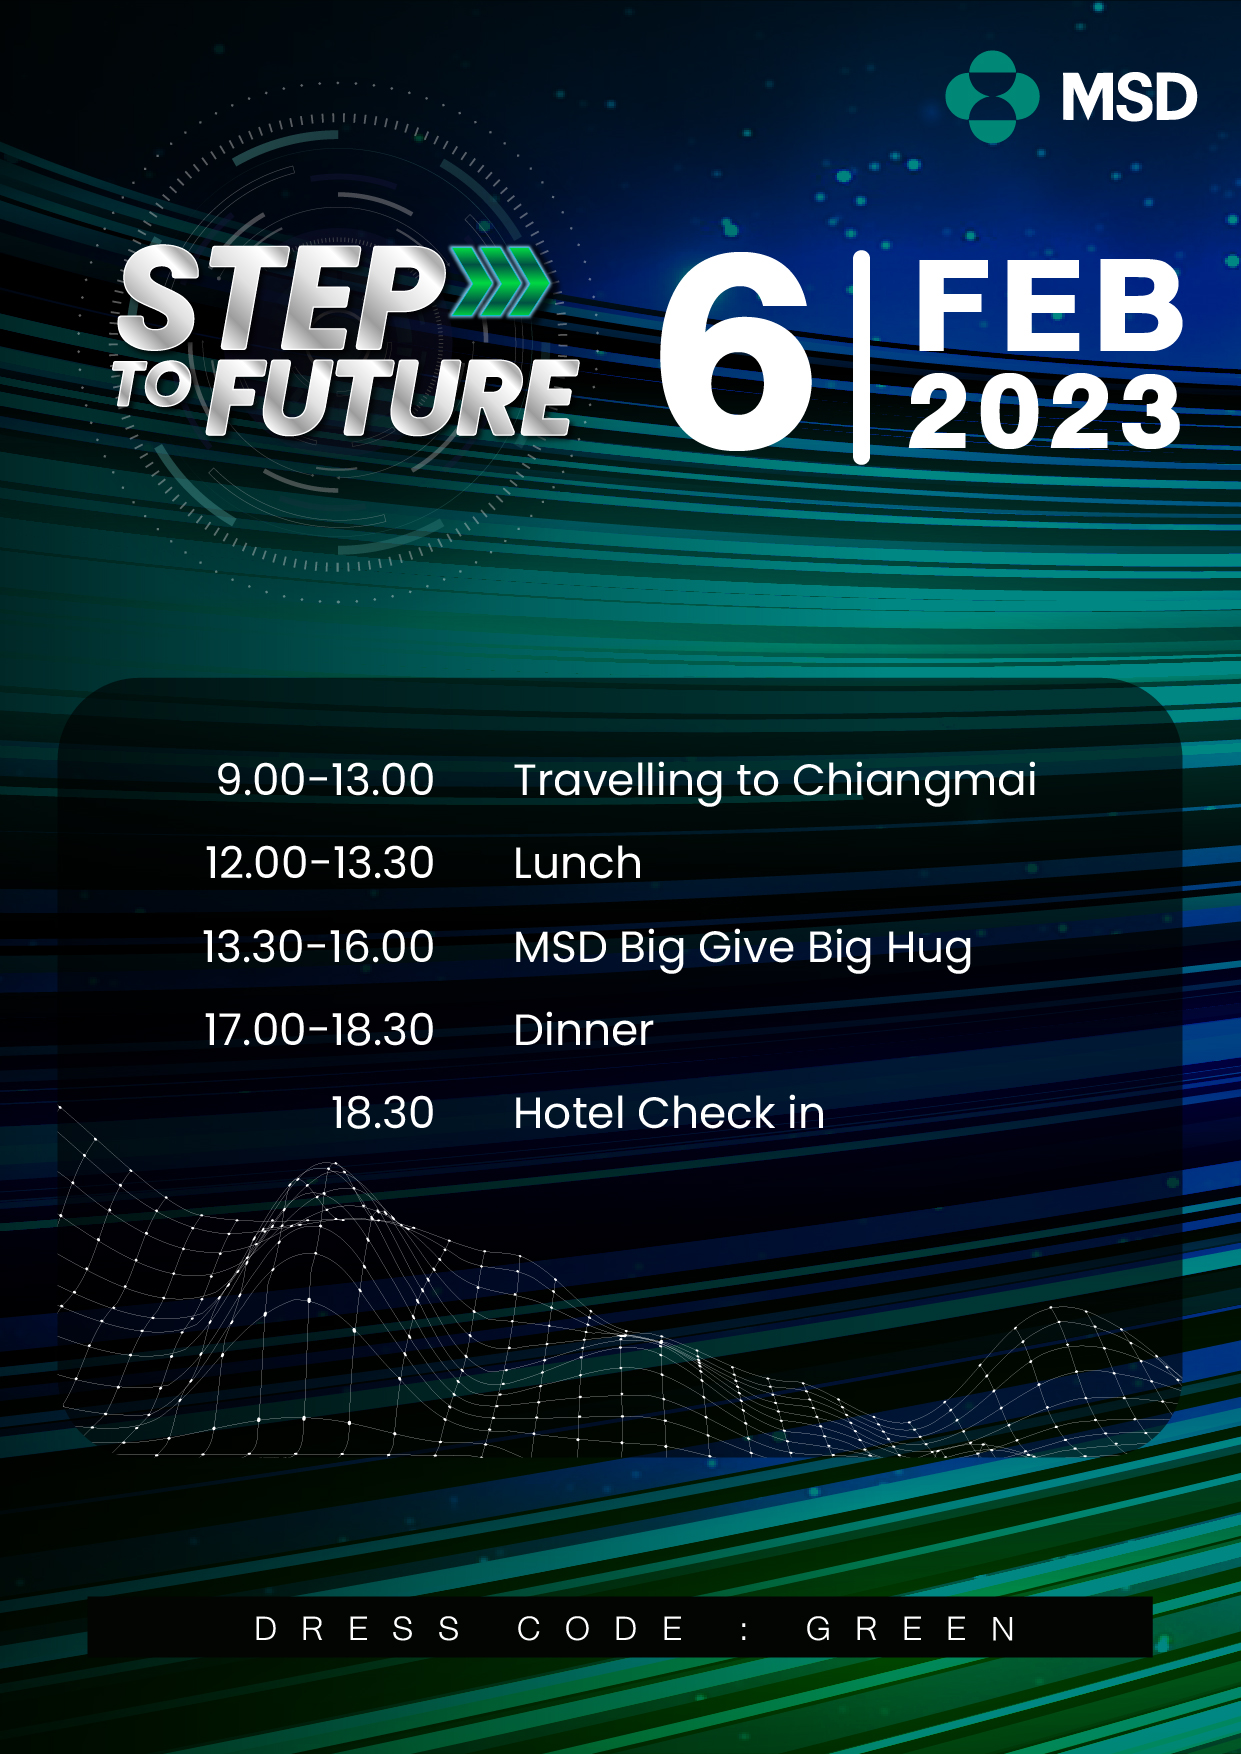 MSD
STEP
TO FUTURE
6
FEB
2023
9.00-13.00 Travelling to Chiangmai
12.00-13.30 Lunch
13.30-16.00 MSD Big Give Big Hug
17.00-18.30 Dinner
18.30 Hotel Check in
DRESS CODE : GREEN